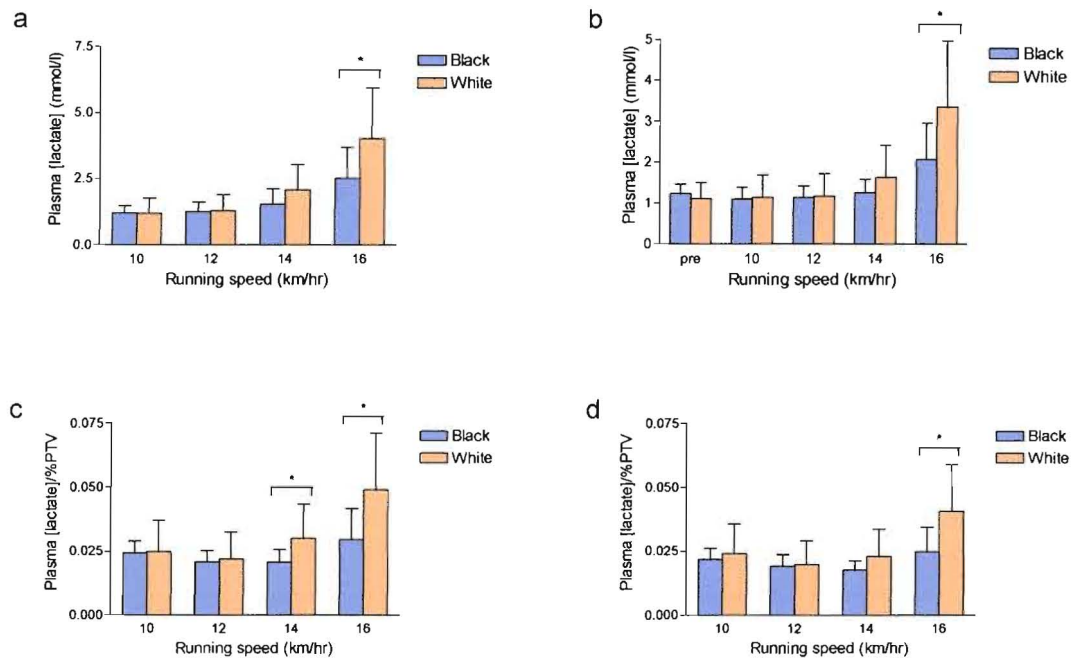 a
Plasma [lactate] (mmol/l)
7.5
5.0
2.5
0.0
*
10
12
14
16
Running speed (km/hr)
Black
White
b
Plasma [lactate] (mmol/l)
5
4
3
2
1
0
*
pre
10
12
14
16
Running speed (km/hr)
Black
White
c
Plasma [lactate]/%PTV
0.075
0.050
0.025
0.000
*
*
10
12
14
16
Running speed (km/hr)
Black
White
d
Plasma [lactate]/%PTV
0.075
0.050
0.025
0.000
*
10
12
14
16
Running speed (km/hr)
Black
White